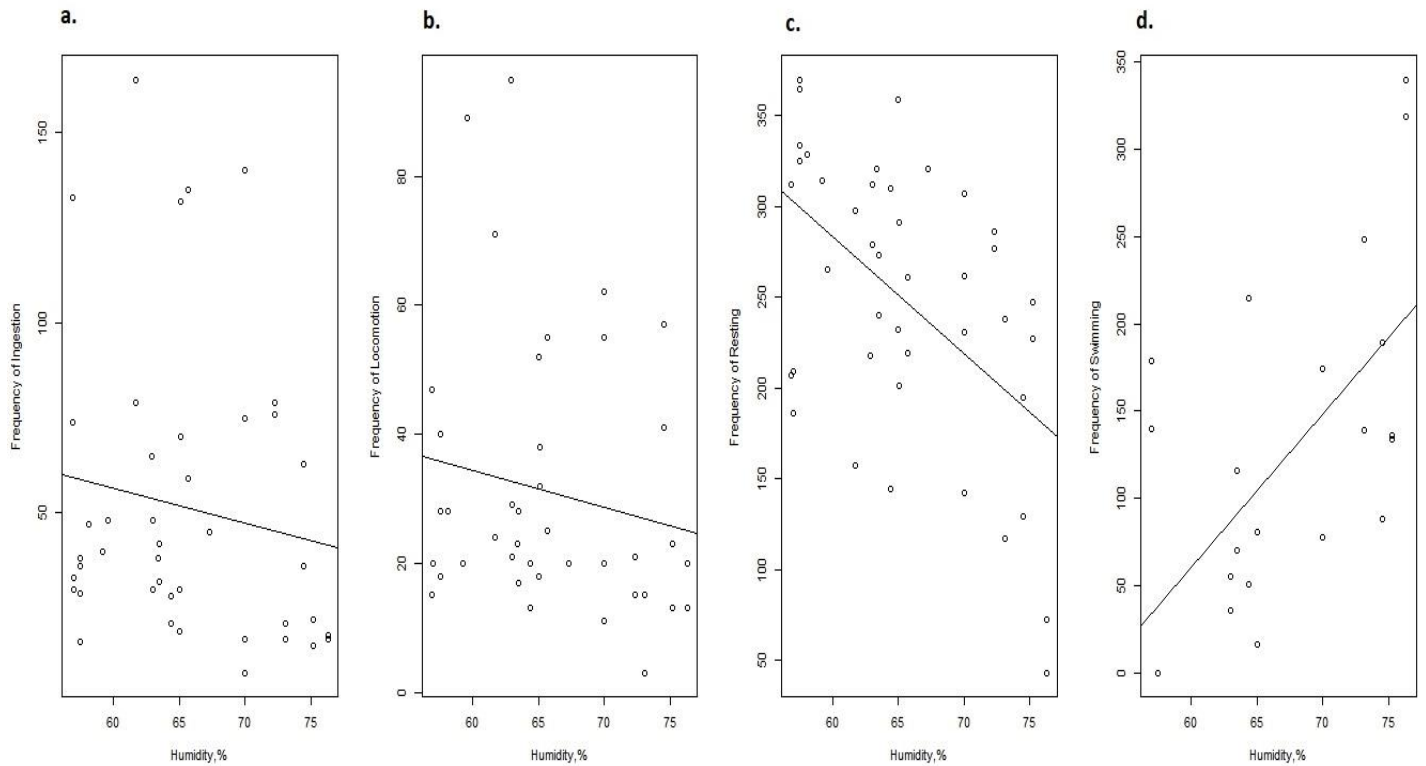 a.
Frequency of Ingestion
150
100
50
60 65 70 75
Humidity,%
b.
Frequency of Locomotion
80
60
40
20
0
60 65 70 75
Humidity,%
c.
Frequency of Resting
350
300
250
200
150
100
50
60 65 70 75
Humidity,%
d.
Frequency of Swimming
350
300
250
200
150
100
50
0
60 65 70 75
Humidity,%